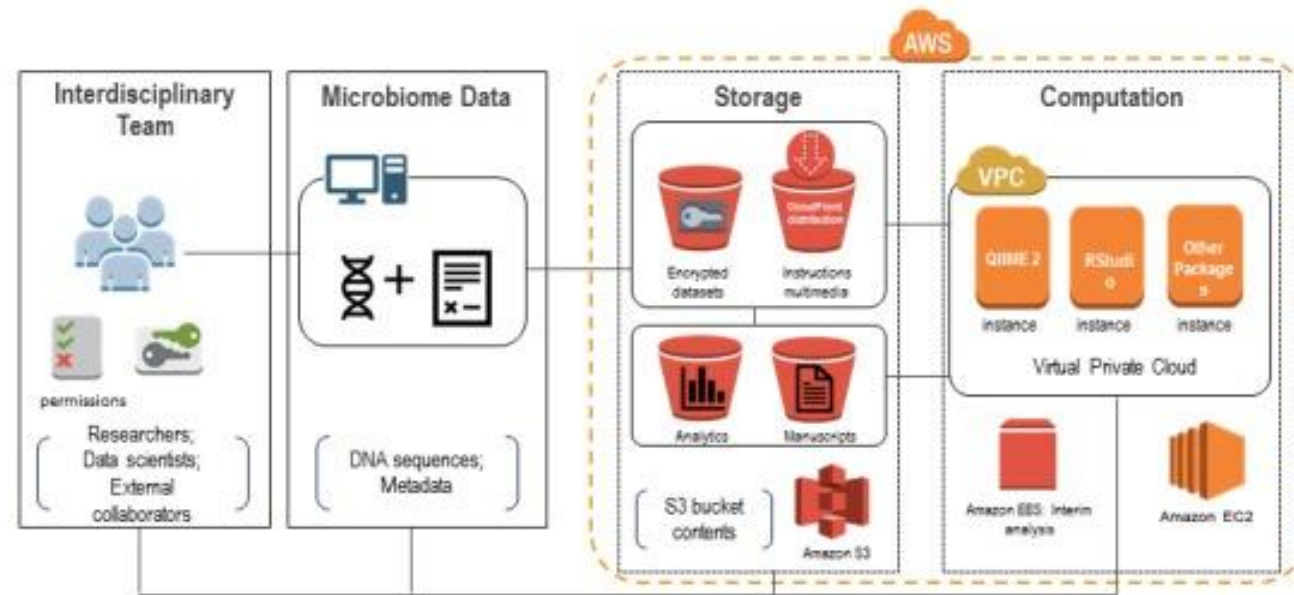 AWS
Interdisciplinary
Team
permissions
Researchers;
Data scientists;
External
collaborators
Microbiome Data
DNA sequences;
Metadata
Storage
CloudFront
distribution
Encrypted
datasets
Instructions
multimedia
Analytics
Manuscripts
S3 bucket
contents
Amazon S3
Computation
VPC
QIIME 2
RStudi
o
Other
Package
s
instance
instance
instance
Virtual Private Cloud
Amazon EBS: Interim
analysis
Amazon EC2